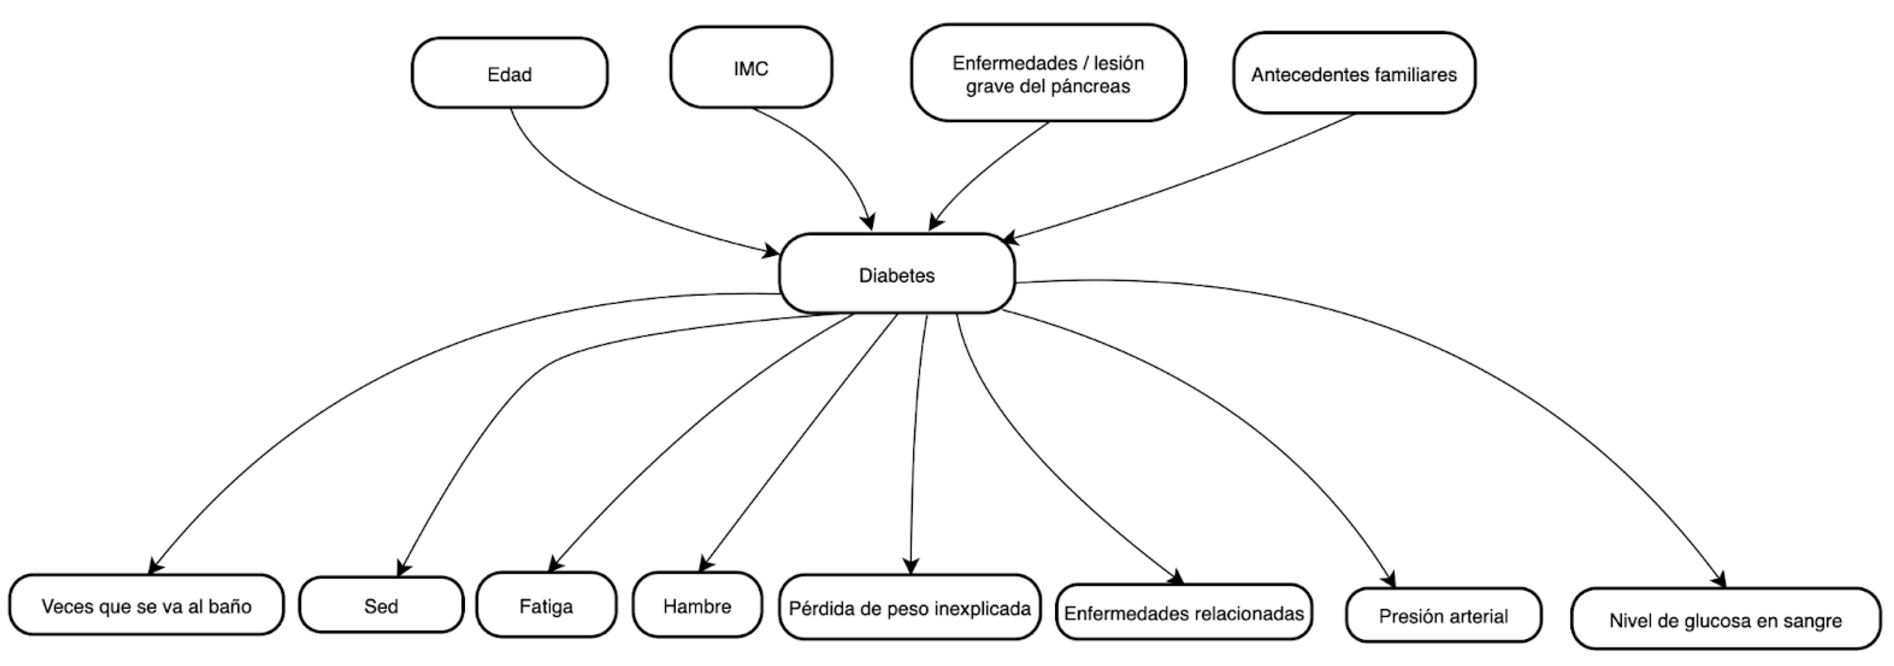 Edad
IMC
Enfermedades / lesión
grave del páncreas
Antecedentes familiares
Diabetes
Veces que se va al baño
Sed
Fatiga
Hambre
Pérdida de peso inexplicada
Enfermedades relacionadas
Presión arterial
Nivel de glucosa en sangre